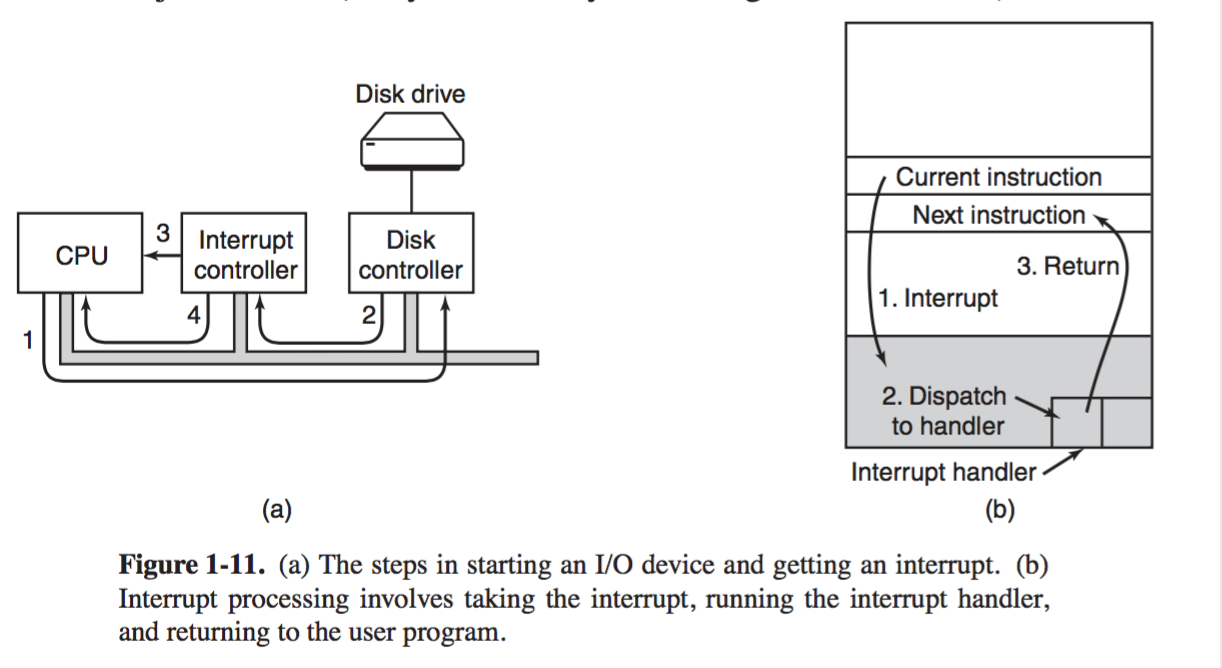 Disk drive
CPU
3
Interrupt
controller
Disk
controller
1
4
2
(a)
Current instruction
Next instruction
3. Return
1. Interrupt
2. Dispatch
to handler
Interrupt handler
(b)
Figure 1-11. (a) The steps in starting an I/O device and getting an interrupt. (b)
Interrupt processing involves taking the interrupt, running the interrupt handler,
and returning to the user program.